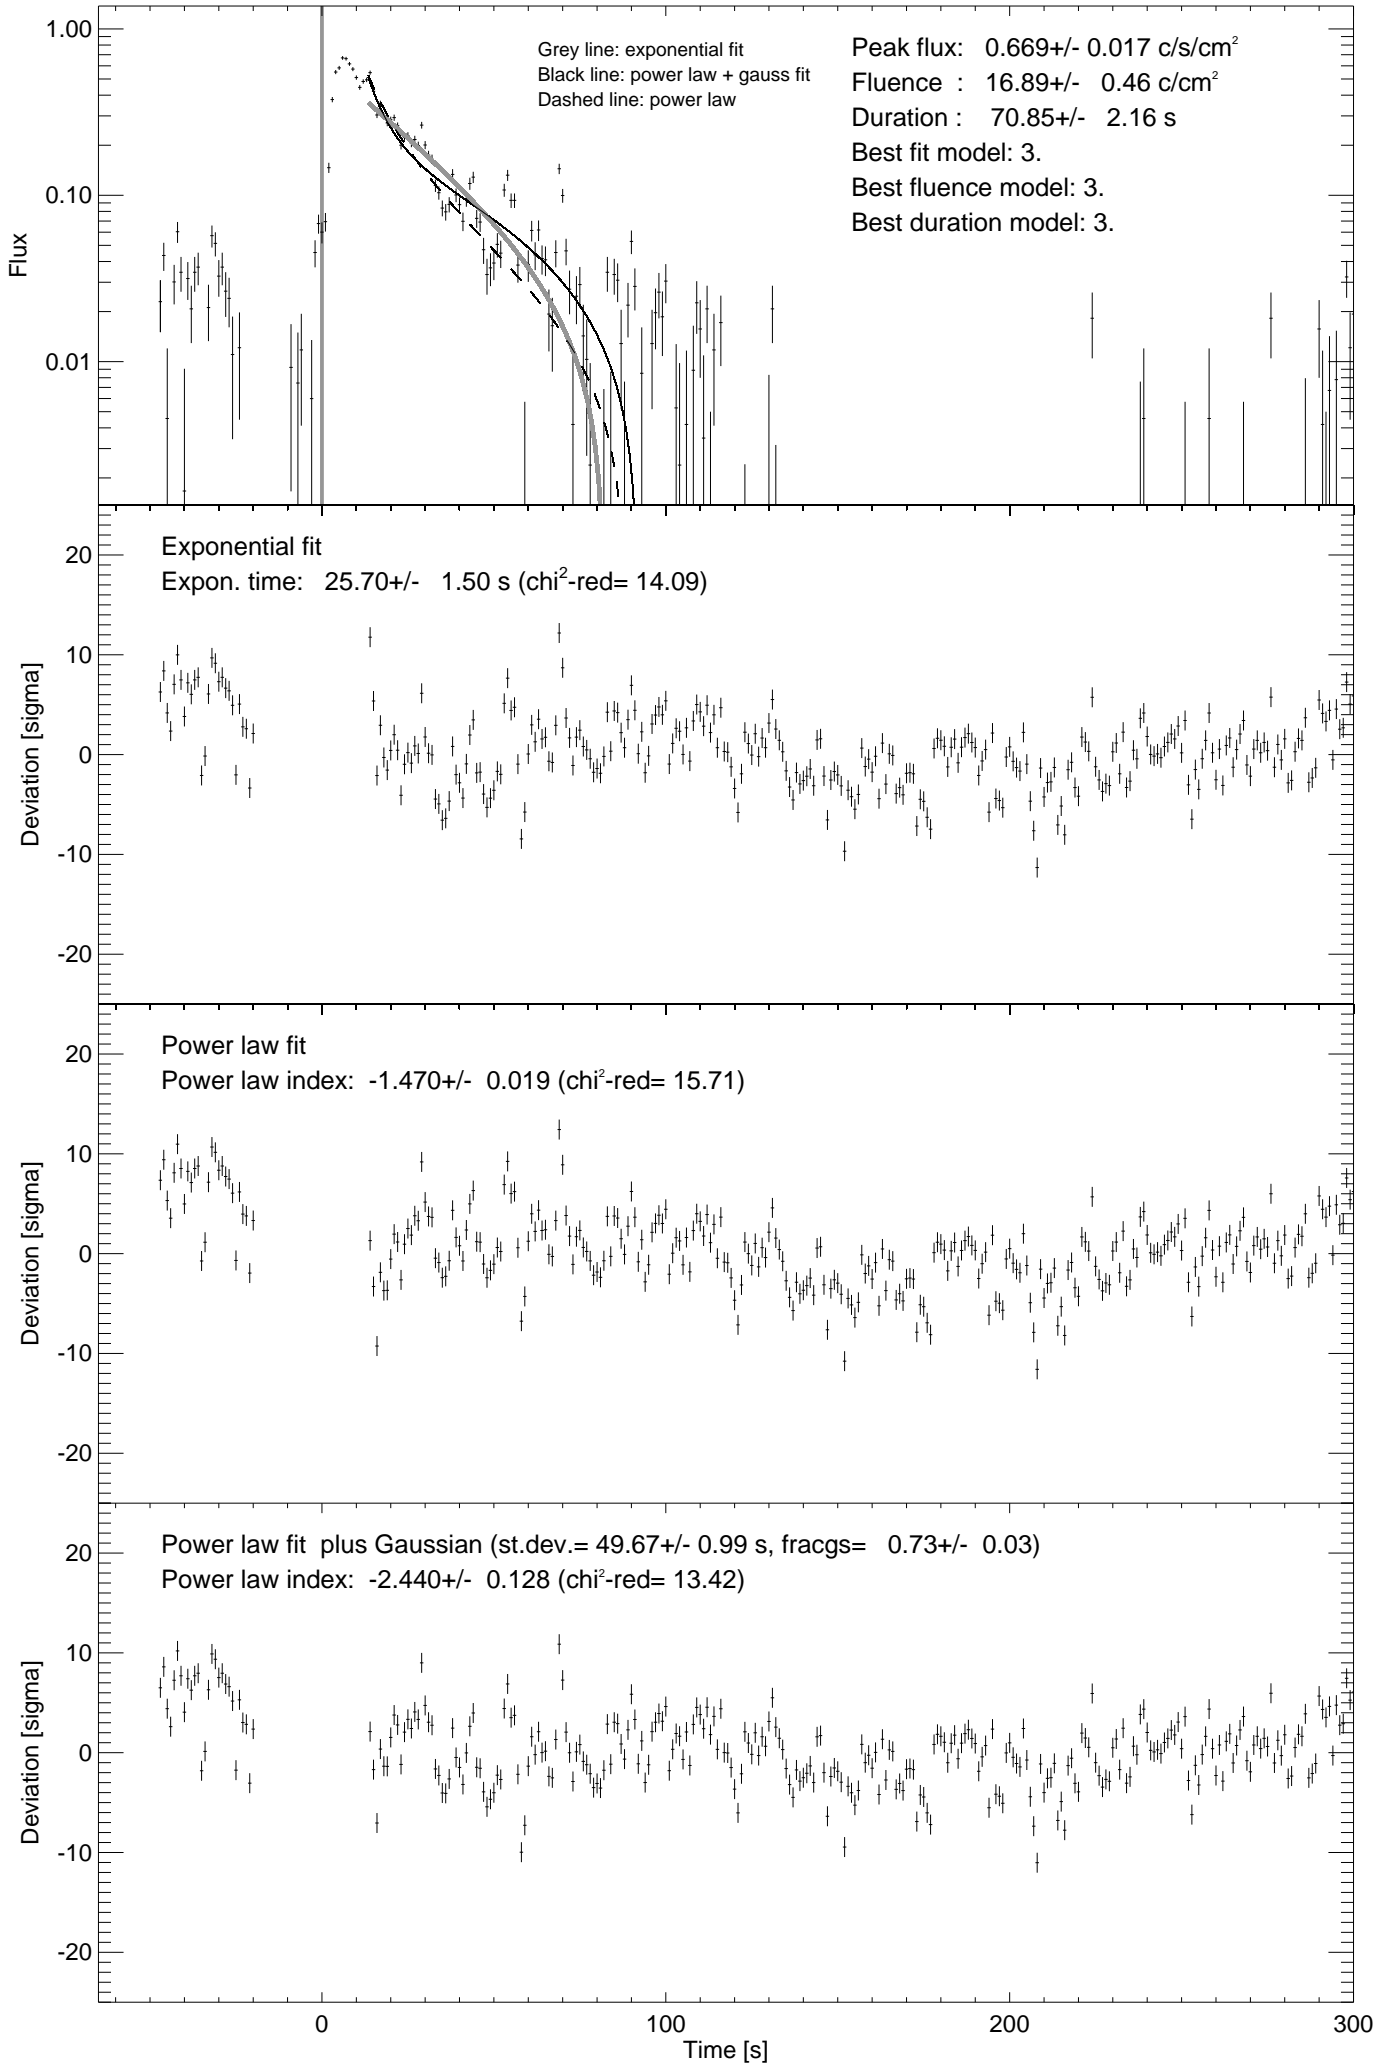 1.00
0.10
0.01
Flux
Grey line: exponential fit
Black line: power law + gauss fit
Dashed line: power law
Peak flux: 0.669+/- 0.017 c/s/cm²
Fluence : 16.89+/- 0.46 c/cm²
Duration : 70.85+/- 2.16 s
Best fit model: 3.
Best fluence model: 3.
Best duration model: 3.
Exponential fit
Expon. time: 25.70+/- 1.50 s (chi²-red= 14.09)
20
10
0
-10
-20
Deviation [sigma]
Power law fit
Power law index: -1.470+/- 0.019 (chi²-red= 15.71)
20
10
0
-10
-20
Deviation [sigma]
Power law fit plus Gaussian (st.dev.= 49.67+/- 0.99 s, fracgs= 0.73+/- 0.03)
Power law index: -2.440+/- 0.128 (chi²-red= 13.42)
20
10
0
-10
-20
Deviation [sigma]
0 100 200 300
Time [s]